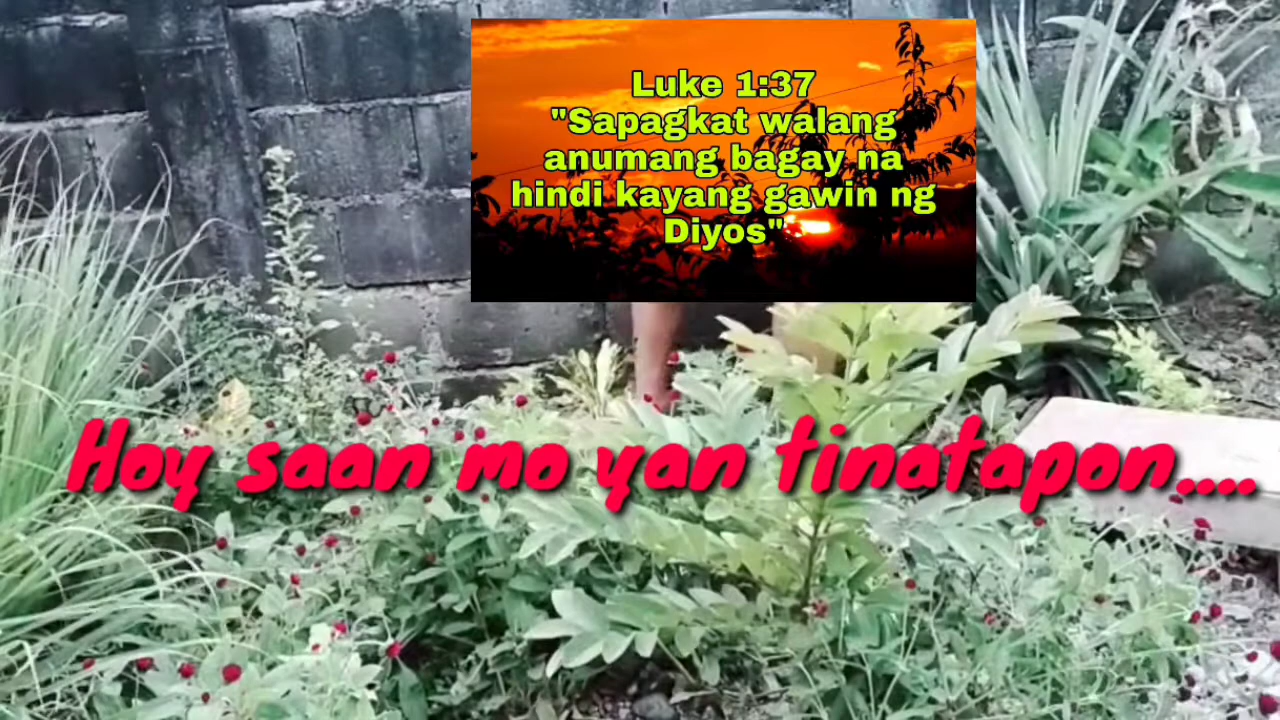 Luke 1:37
"Sapagkat walang
anumang bagay na
hindi kayang gawin ng
Diyos"
Hoy saan mo yan tinatapon....